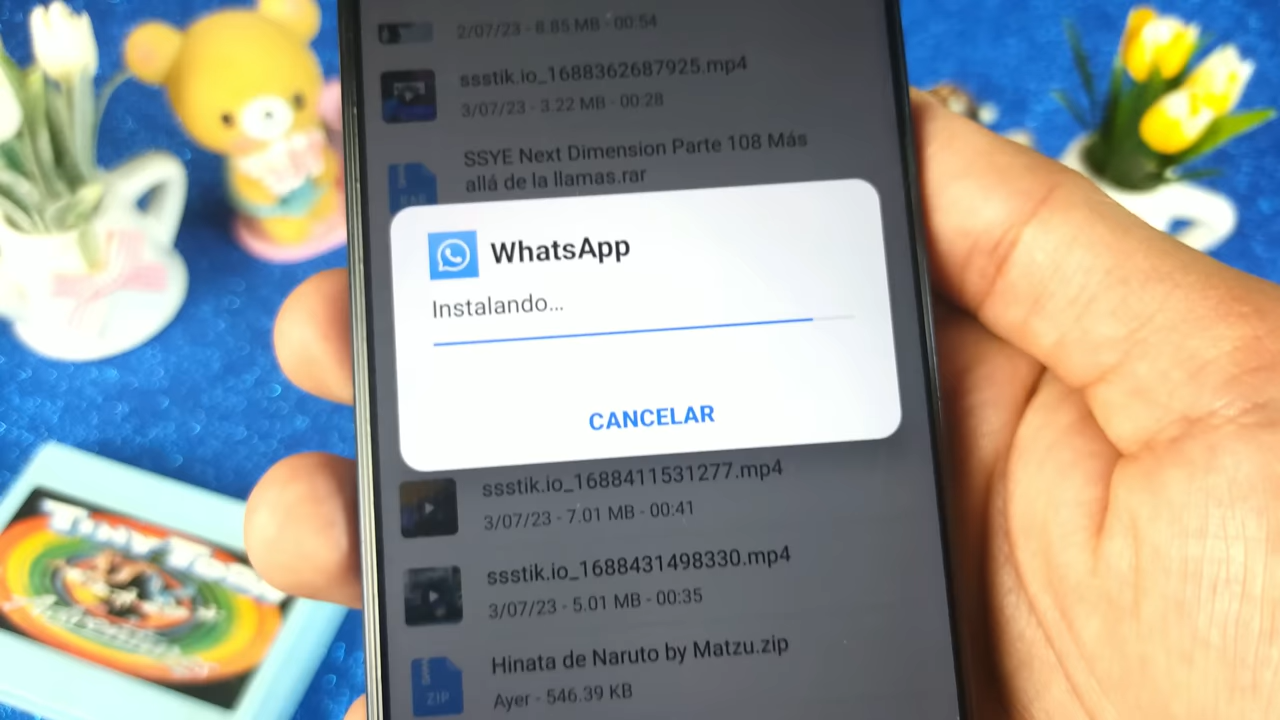 2/07/23 - 8.85 MB - 00:54
ssstik.io_1688362687925.mp4
3/07/23 - 3.22 MB - 00:28
SSYE Next Dimension Parte 108 Más
allá de la llamas.rar
RAR
WhatsApp
Instalando...
CANCELAR
ssstik.io_1688411531277.mp4
3/07/23 - 7.01 MB - 00:41
ssstik.io_1688431498330.mp4
3/07/23 - 5.01 MB - 00:35
Hinata de Naruto by Matzu.zip
ZIP
Ayer - 546.39 KB
Tiny Toon